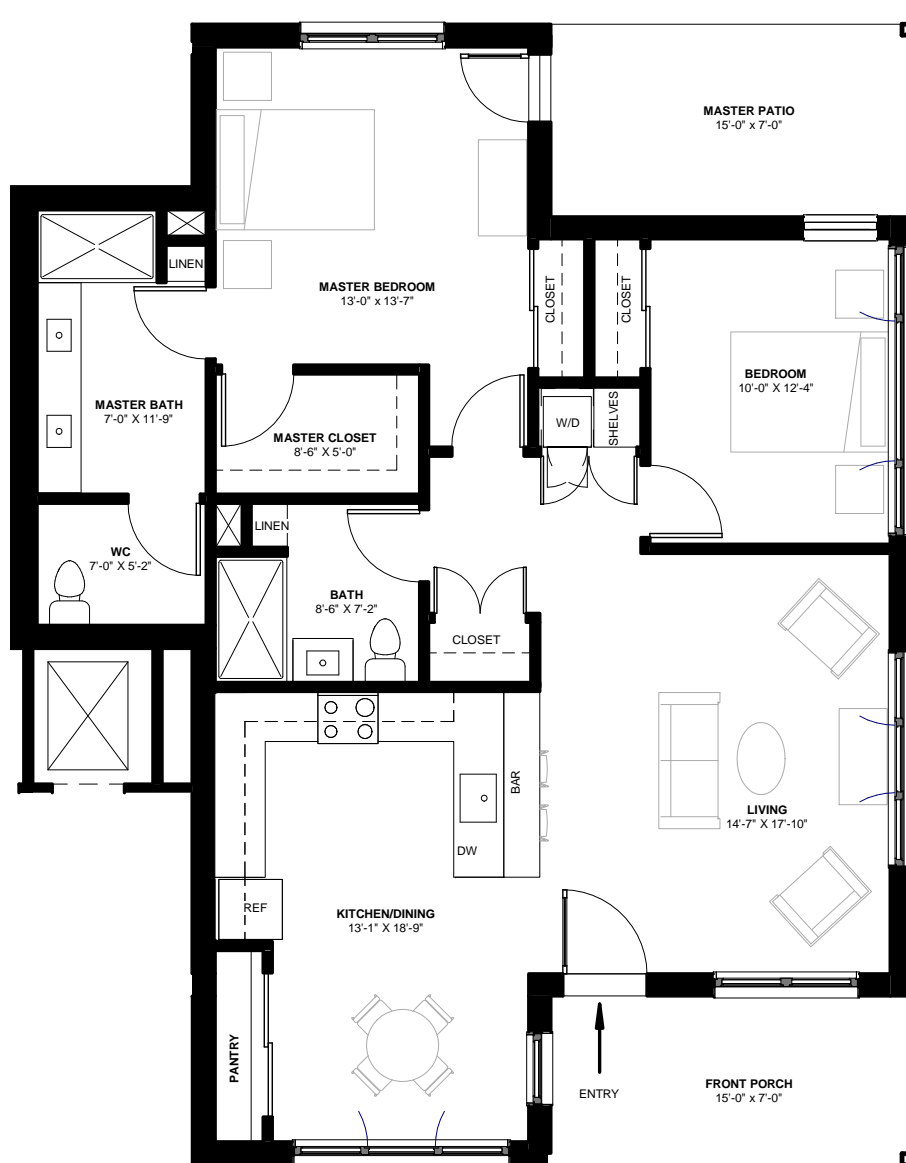 MASTER PATIO
15'-0" x 7'-0"
LINEN
MASTER BEDROOM
13'-0" x 13'-7"
CLOSET
CLOSET
BEDROOM
10'-0" X 12'-4"
MASTER BATH
7'-0" X 11'-9"
MASTER CLOSET
8'-6" X 5'-0"
W/D
SHELVES
LINEN
WC
7'-0" X 5'-2"
BATH
8'-6" X 7'-2"
CLOSET
BAR
LIVING
14'-7" X 17'-10"
DW
REF
KITCHEN/DINING
13'-1" X 18'-9"
PANTRY
ENTRY
FRONT PORCH
15'-0" x 7'-0"